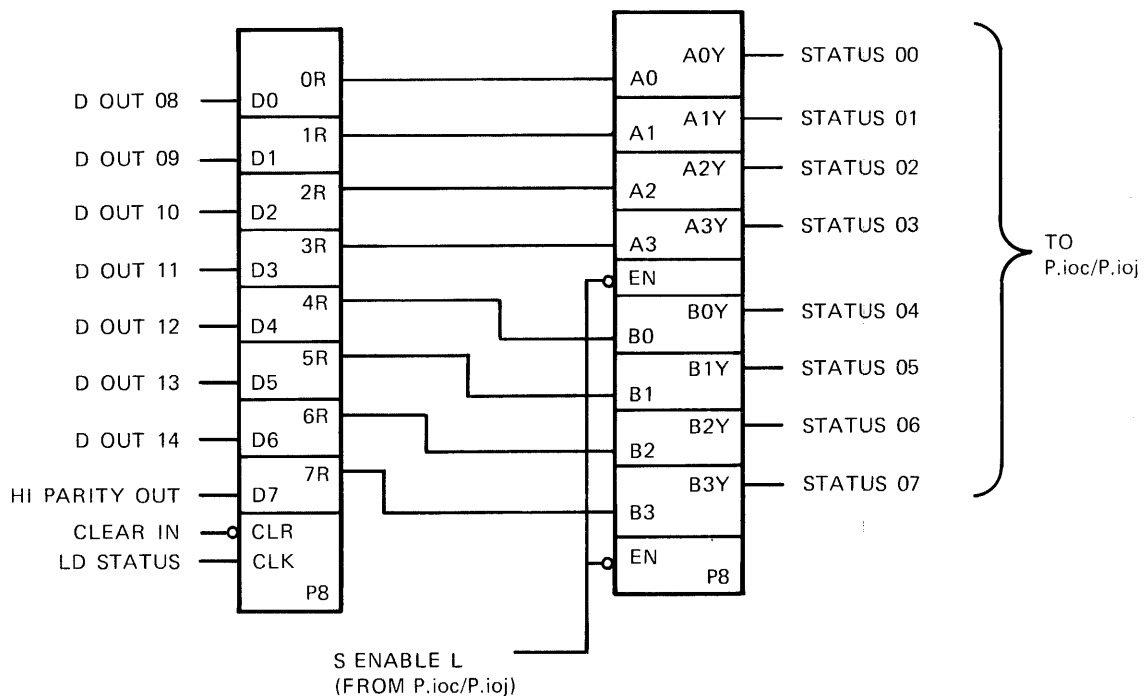 D OUT 08
D OUT 09
D OUT 10
D OUT 11
D OUT 12
D OUT 13
D OUT 14
HI PARITY OUT
CLEAR IN
LD STATUS
0R
D0
1R
D1
2R
D2
3R
D3
4R
D4
5R
D5
6R
D6
7R
D7
CLR
CLK
P8
A0Y
A0
A1Y
A1
A2Y
A2
A3Y
A3
EN
B0Y
B0
B1Y
B1
B2Y
B2
B3Y
B3
EN
P8
STATUS 00
STATUS 01
STATUS 02
STATUS 03
STATUS 04
STATUS 05
STATUS 06
STATUS 07
TO
P.ioc/P.ioj
S ENABLE L
(FROM P.ioc/P.ioj)